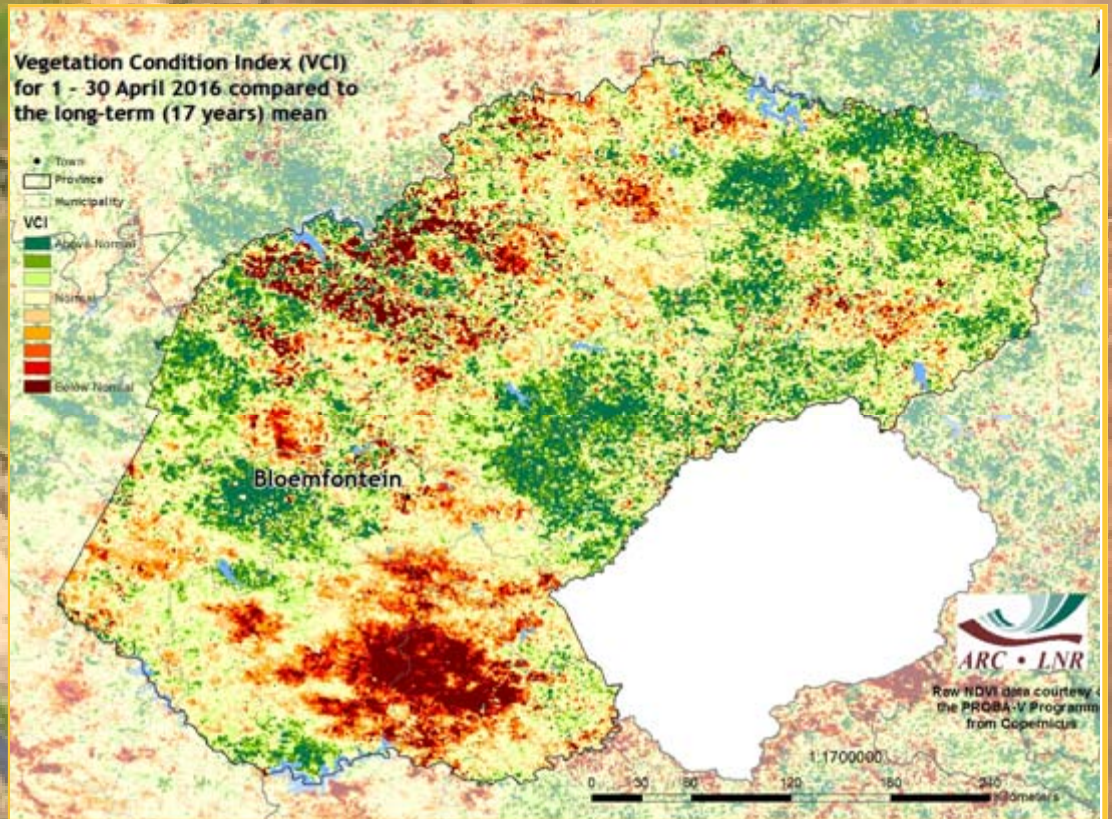 Vegetation Condition Index (VCI)
for 1 - 30 April 2016 compared to
the long-term (17 years) mean
Town
Province
Municipality
VCI
Above Normal
Normal
Below Normal
Bloemfontein
ARC • LNR
Raw NDVI data courtesy
the PROBA-V Programm
from Copernicus
1:1700000
0 30 60 120 180 240
Kilometers